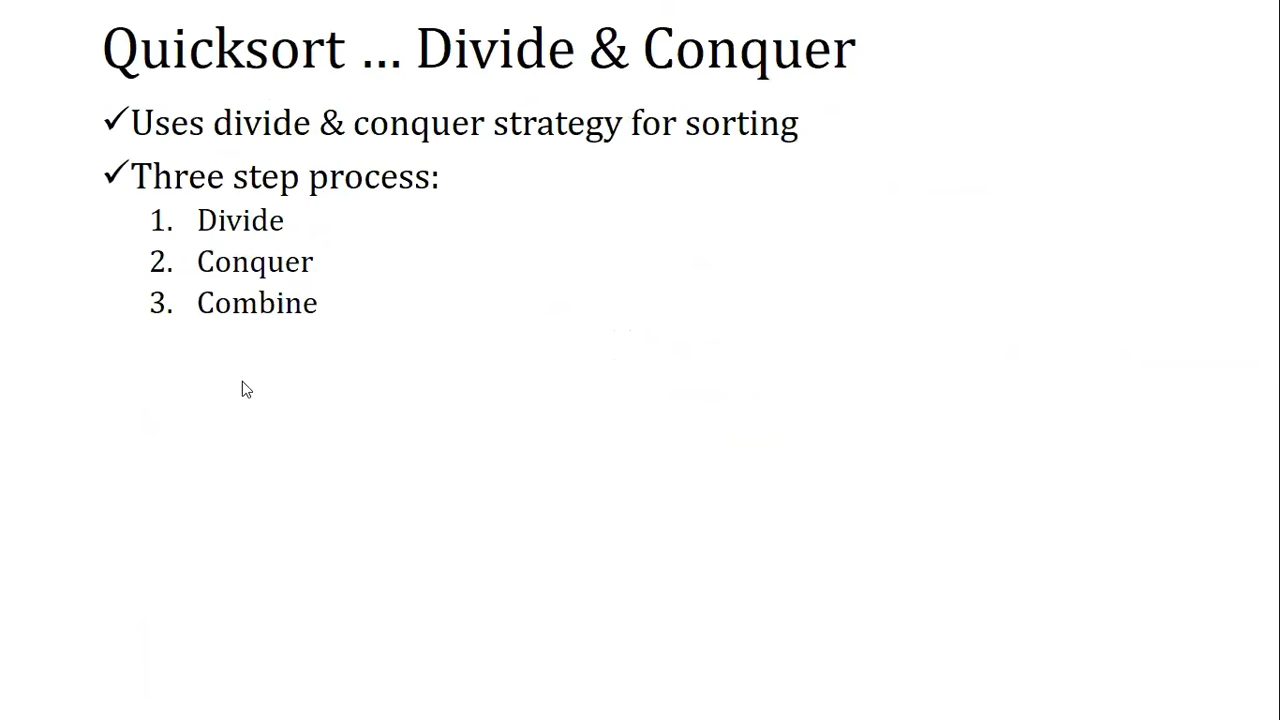 Quicksort ... Divide & Conquer
✓Uses divide & conquer strategy for sorting
✓Three step process:
1. Divide
2. Conquer
3. Combine